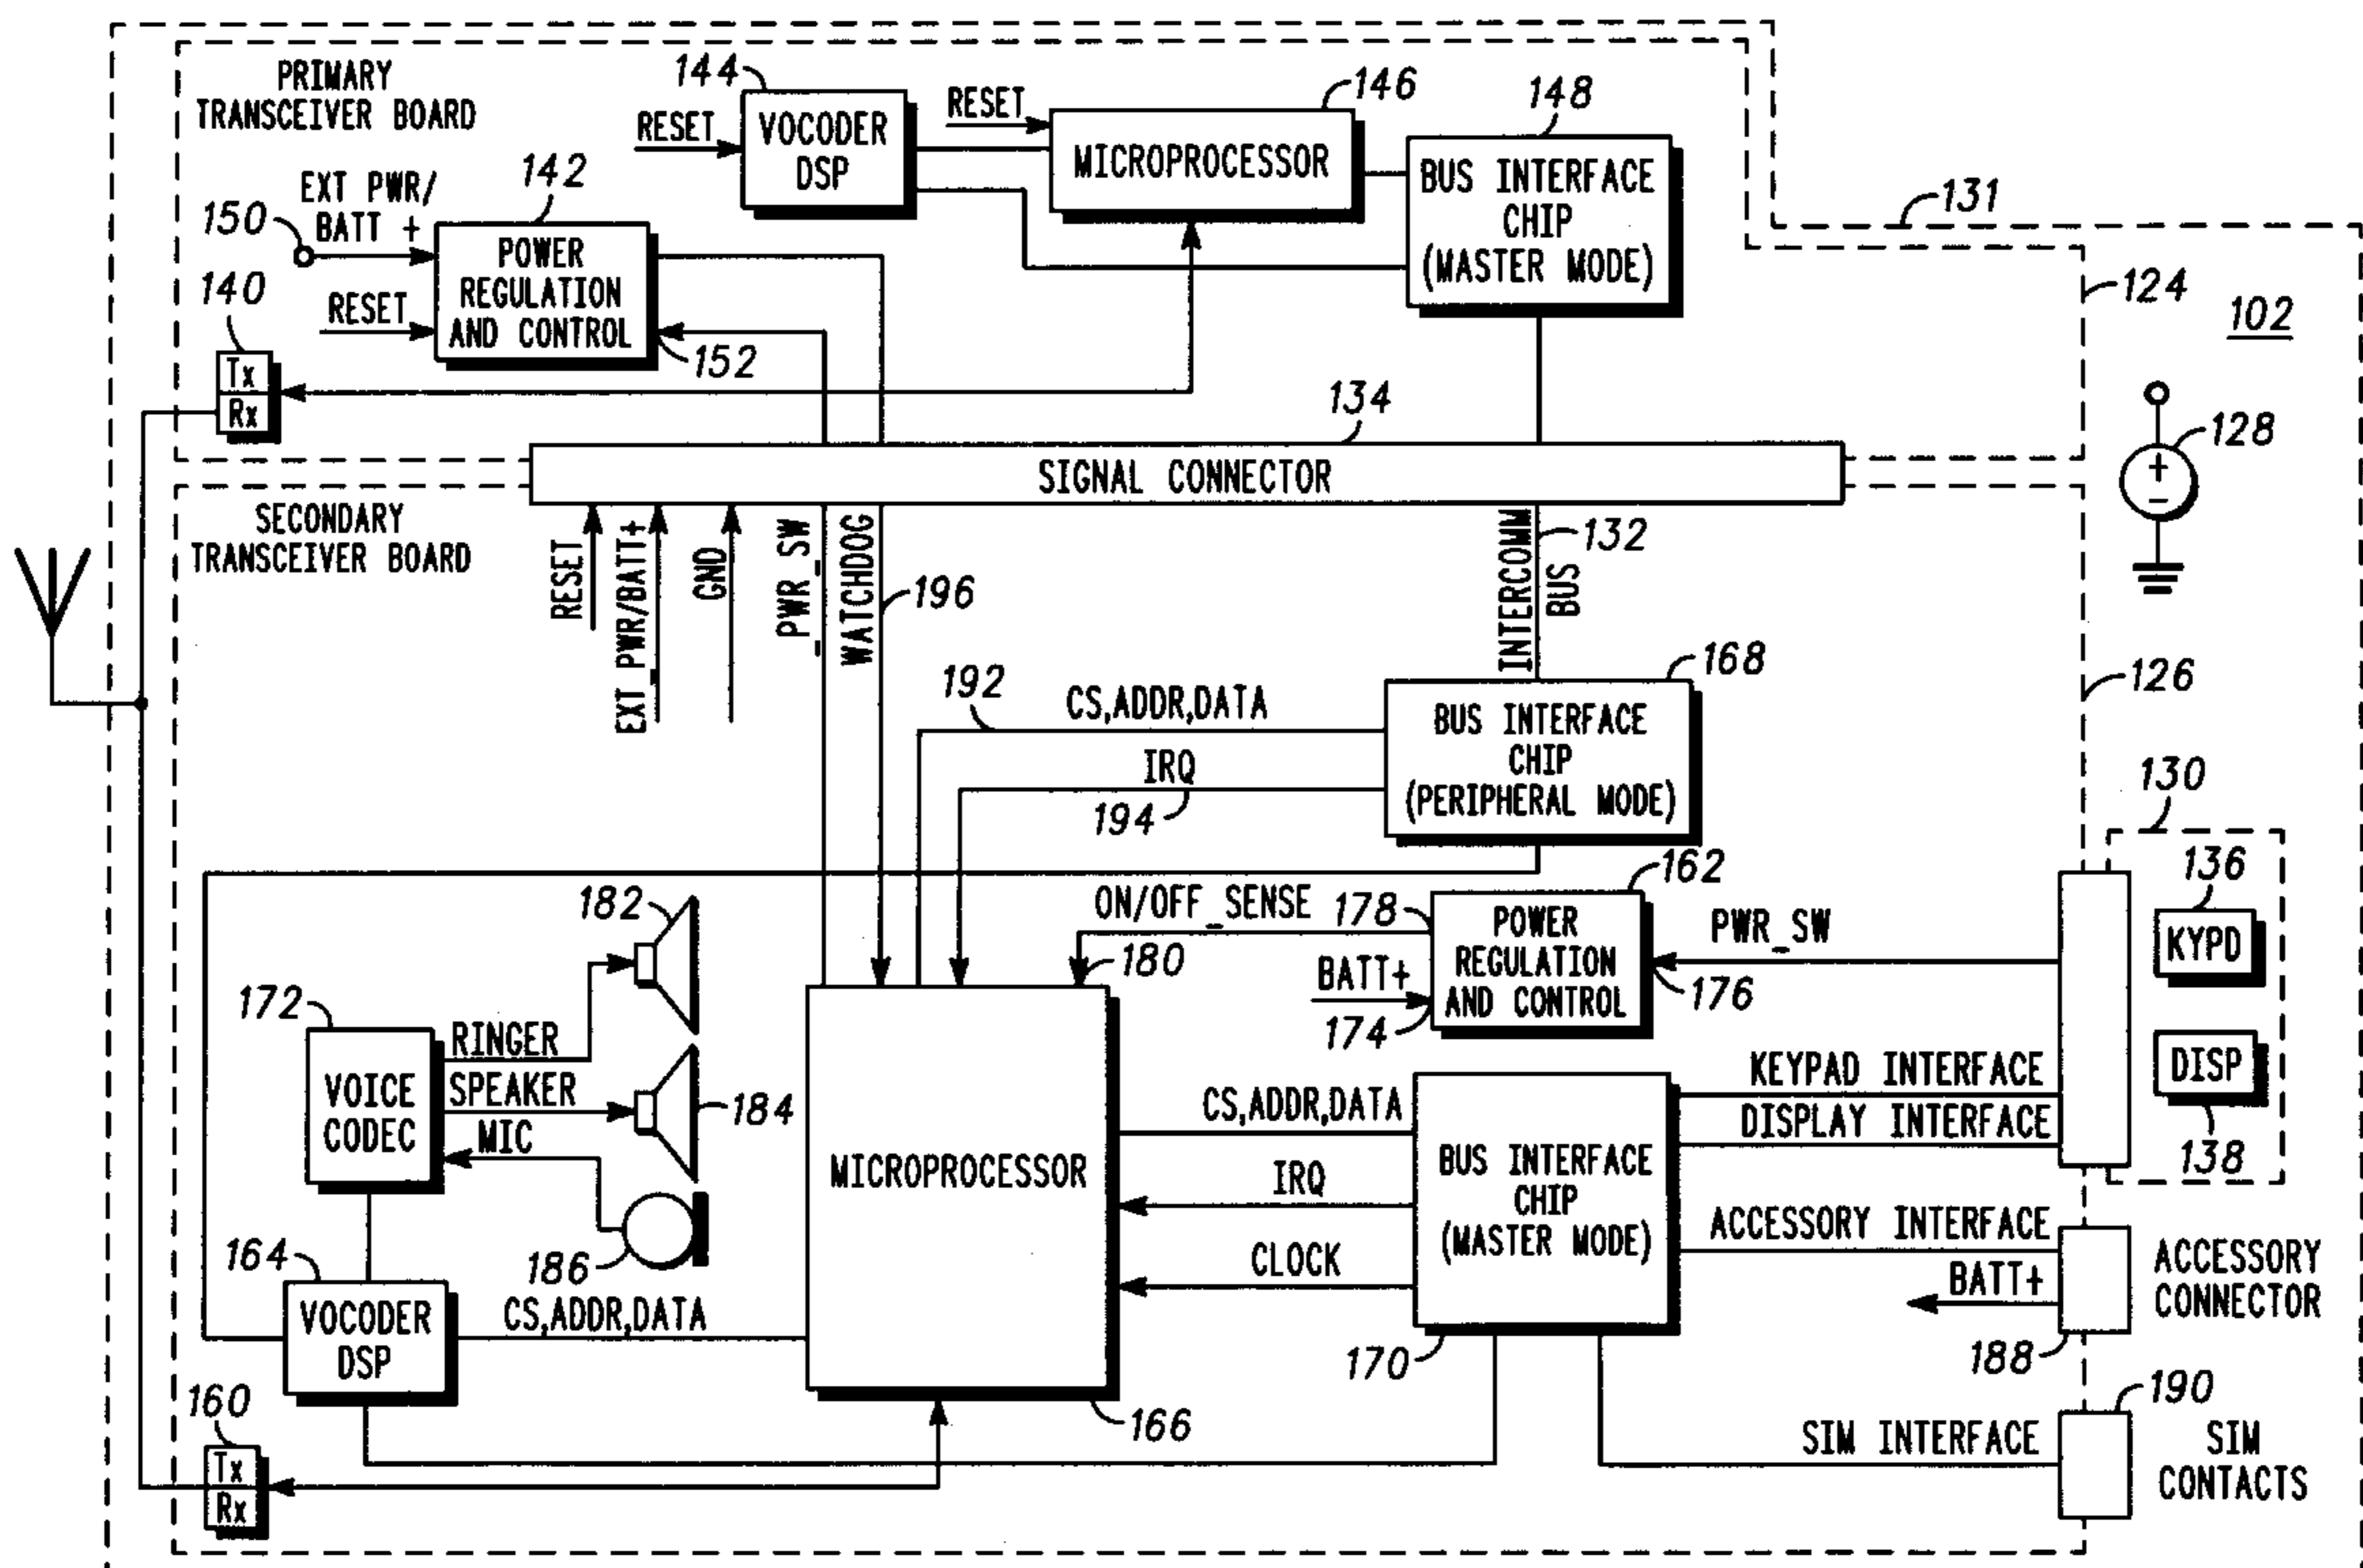 PRIMARY
TRANSCEIVER BOARD
144
RESET
VOCODER
DSP
RESET
146
MICROPROCESSOR
148
BUS INTERFACE
CHIP
(MASTER MODE)
131
124
102
EXT PWR/
BATT +
150
142
POWER
REGULATION
AND CONTROL
RESET
152
140
Tx
Rx
134
SIGNAL CONNECTOR
128
+
-
SECONDARY
TRANSCEIVER BOARD
RESET
EXT_PWR/BATT+
GND
_PWR_SW
WATCHDOG
196
INTERCOMM
BUS
132
126
192
CS,ADDR,DATA
IRQ
194
168
BUS INTERFACE
CHIP
(PERIPHERAL MODE)
130
136
KYPD
DISP
138
182
ON/OFF_SENSE
178
180
BATT+
174
162
POWER
REGULATION
AND CONTROL
PWR_SW
176
172
VOICE
CODEC
RINGER
SPEAKER
184
MIC
186
MICROPROCESSOR
166
CS,ADDR,DATA
IRQ
CLOCK
BUS INTERFACE
CHIP
(MASTER MODE)
170
KEYPAD INTERFACE
DISPLAY INTERFACE
ACCESSORY INTERFACE
BATT+
188
ACCESSORY
CONNECTOR
164
VOCODER
DSP
CS,ADDR,DATA
160
Tx
Rx
SIM INTERFACE
190
SIM
CONTACTS